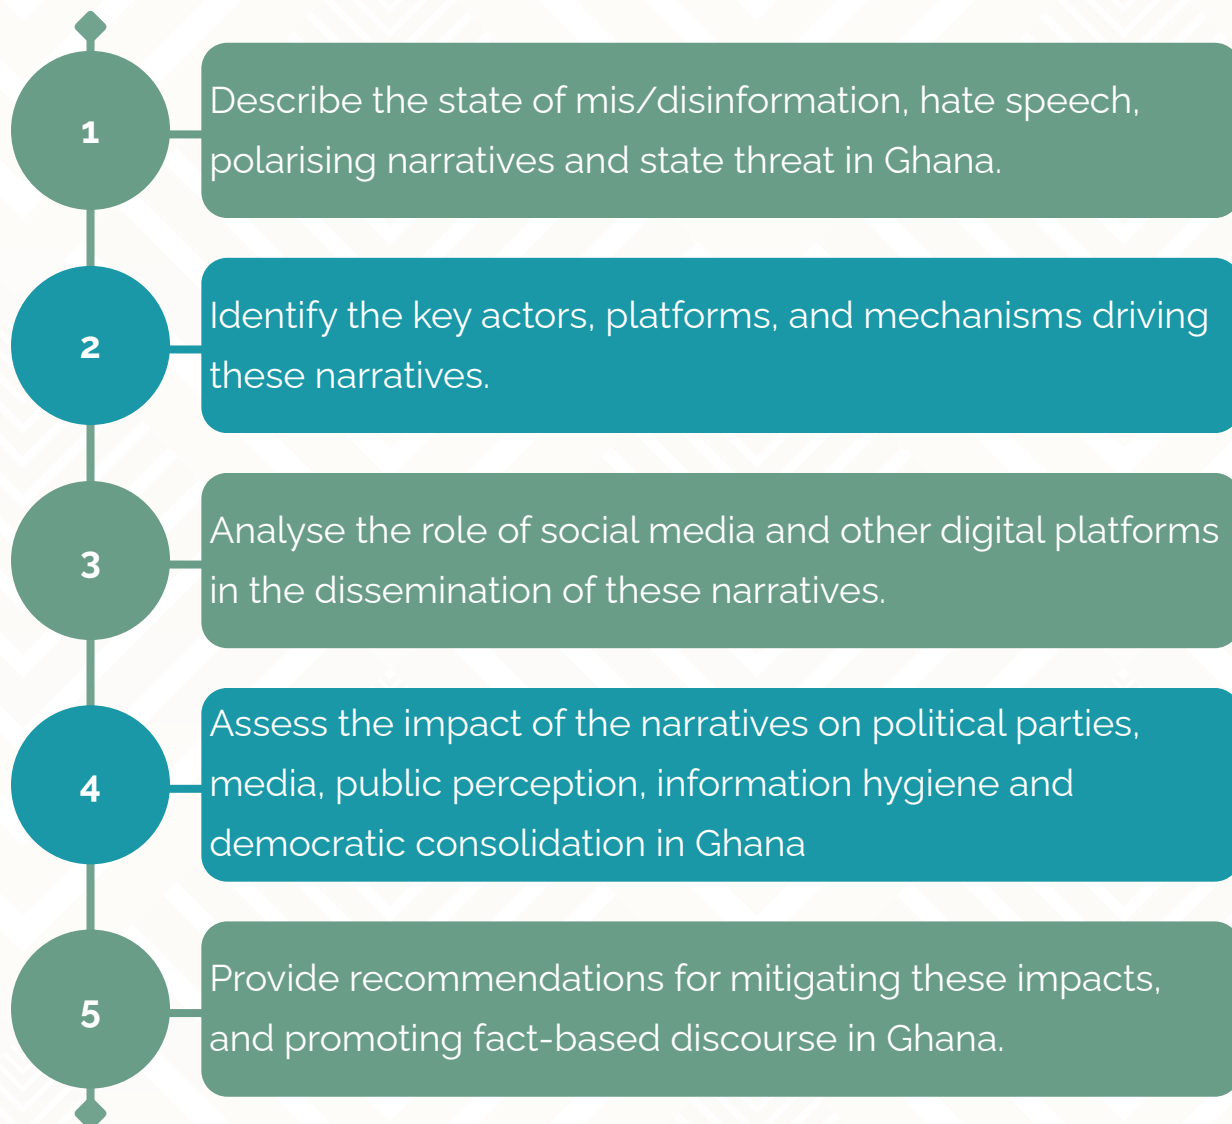 1
Describe the state of mis/disinformation, hate speech,
polarising narratives and state threat in Ghana.
2
Identify the key actors, platforms, and mechanisms driving
these narratives.
3
Analyse the role of social media and other digital platforms
in the dissemination of these narratives.
4
Assess the impact of the narratives on political parties,
media, public perception, information hygiene and
democratic consolidation in Ghana
5
Provide recommendations for mitigating these impacts,
and promoting fact-based discourse in Ghana.